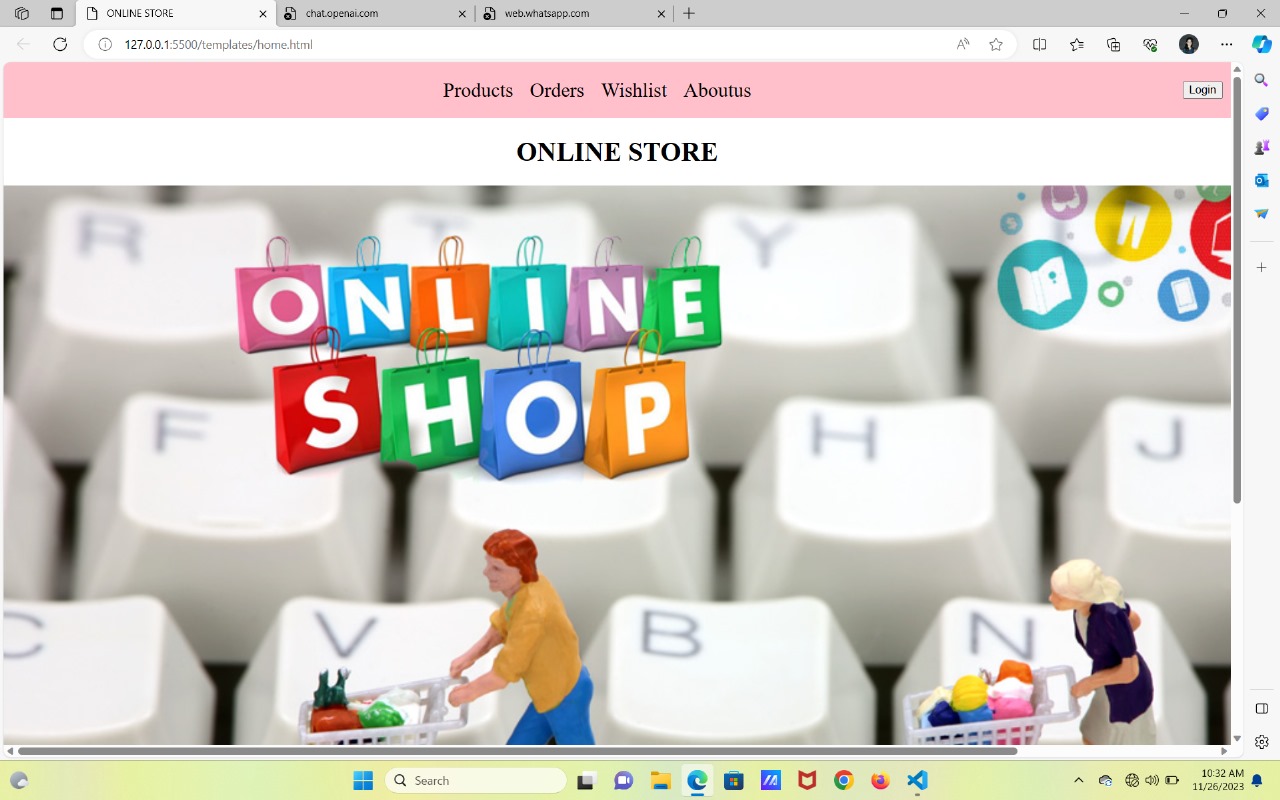 ONLINE STORE
chat.openai.com
web.whatsapp.com
127.0.0.1:5500/templates/home.html
Products Orders Wishlist Aboutus
Login
ONLINE STORE
R T Y
ONLINE
SHOP
F H J
C V B N
Search
10:32 AM
11/26/2023